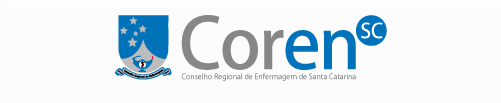 Coren SC
Conselho Regional de Enfermagem de Santa Catarina